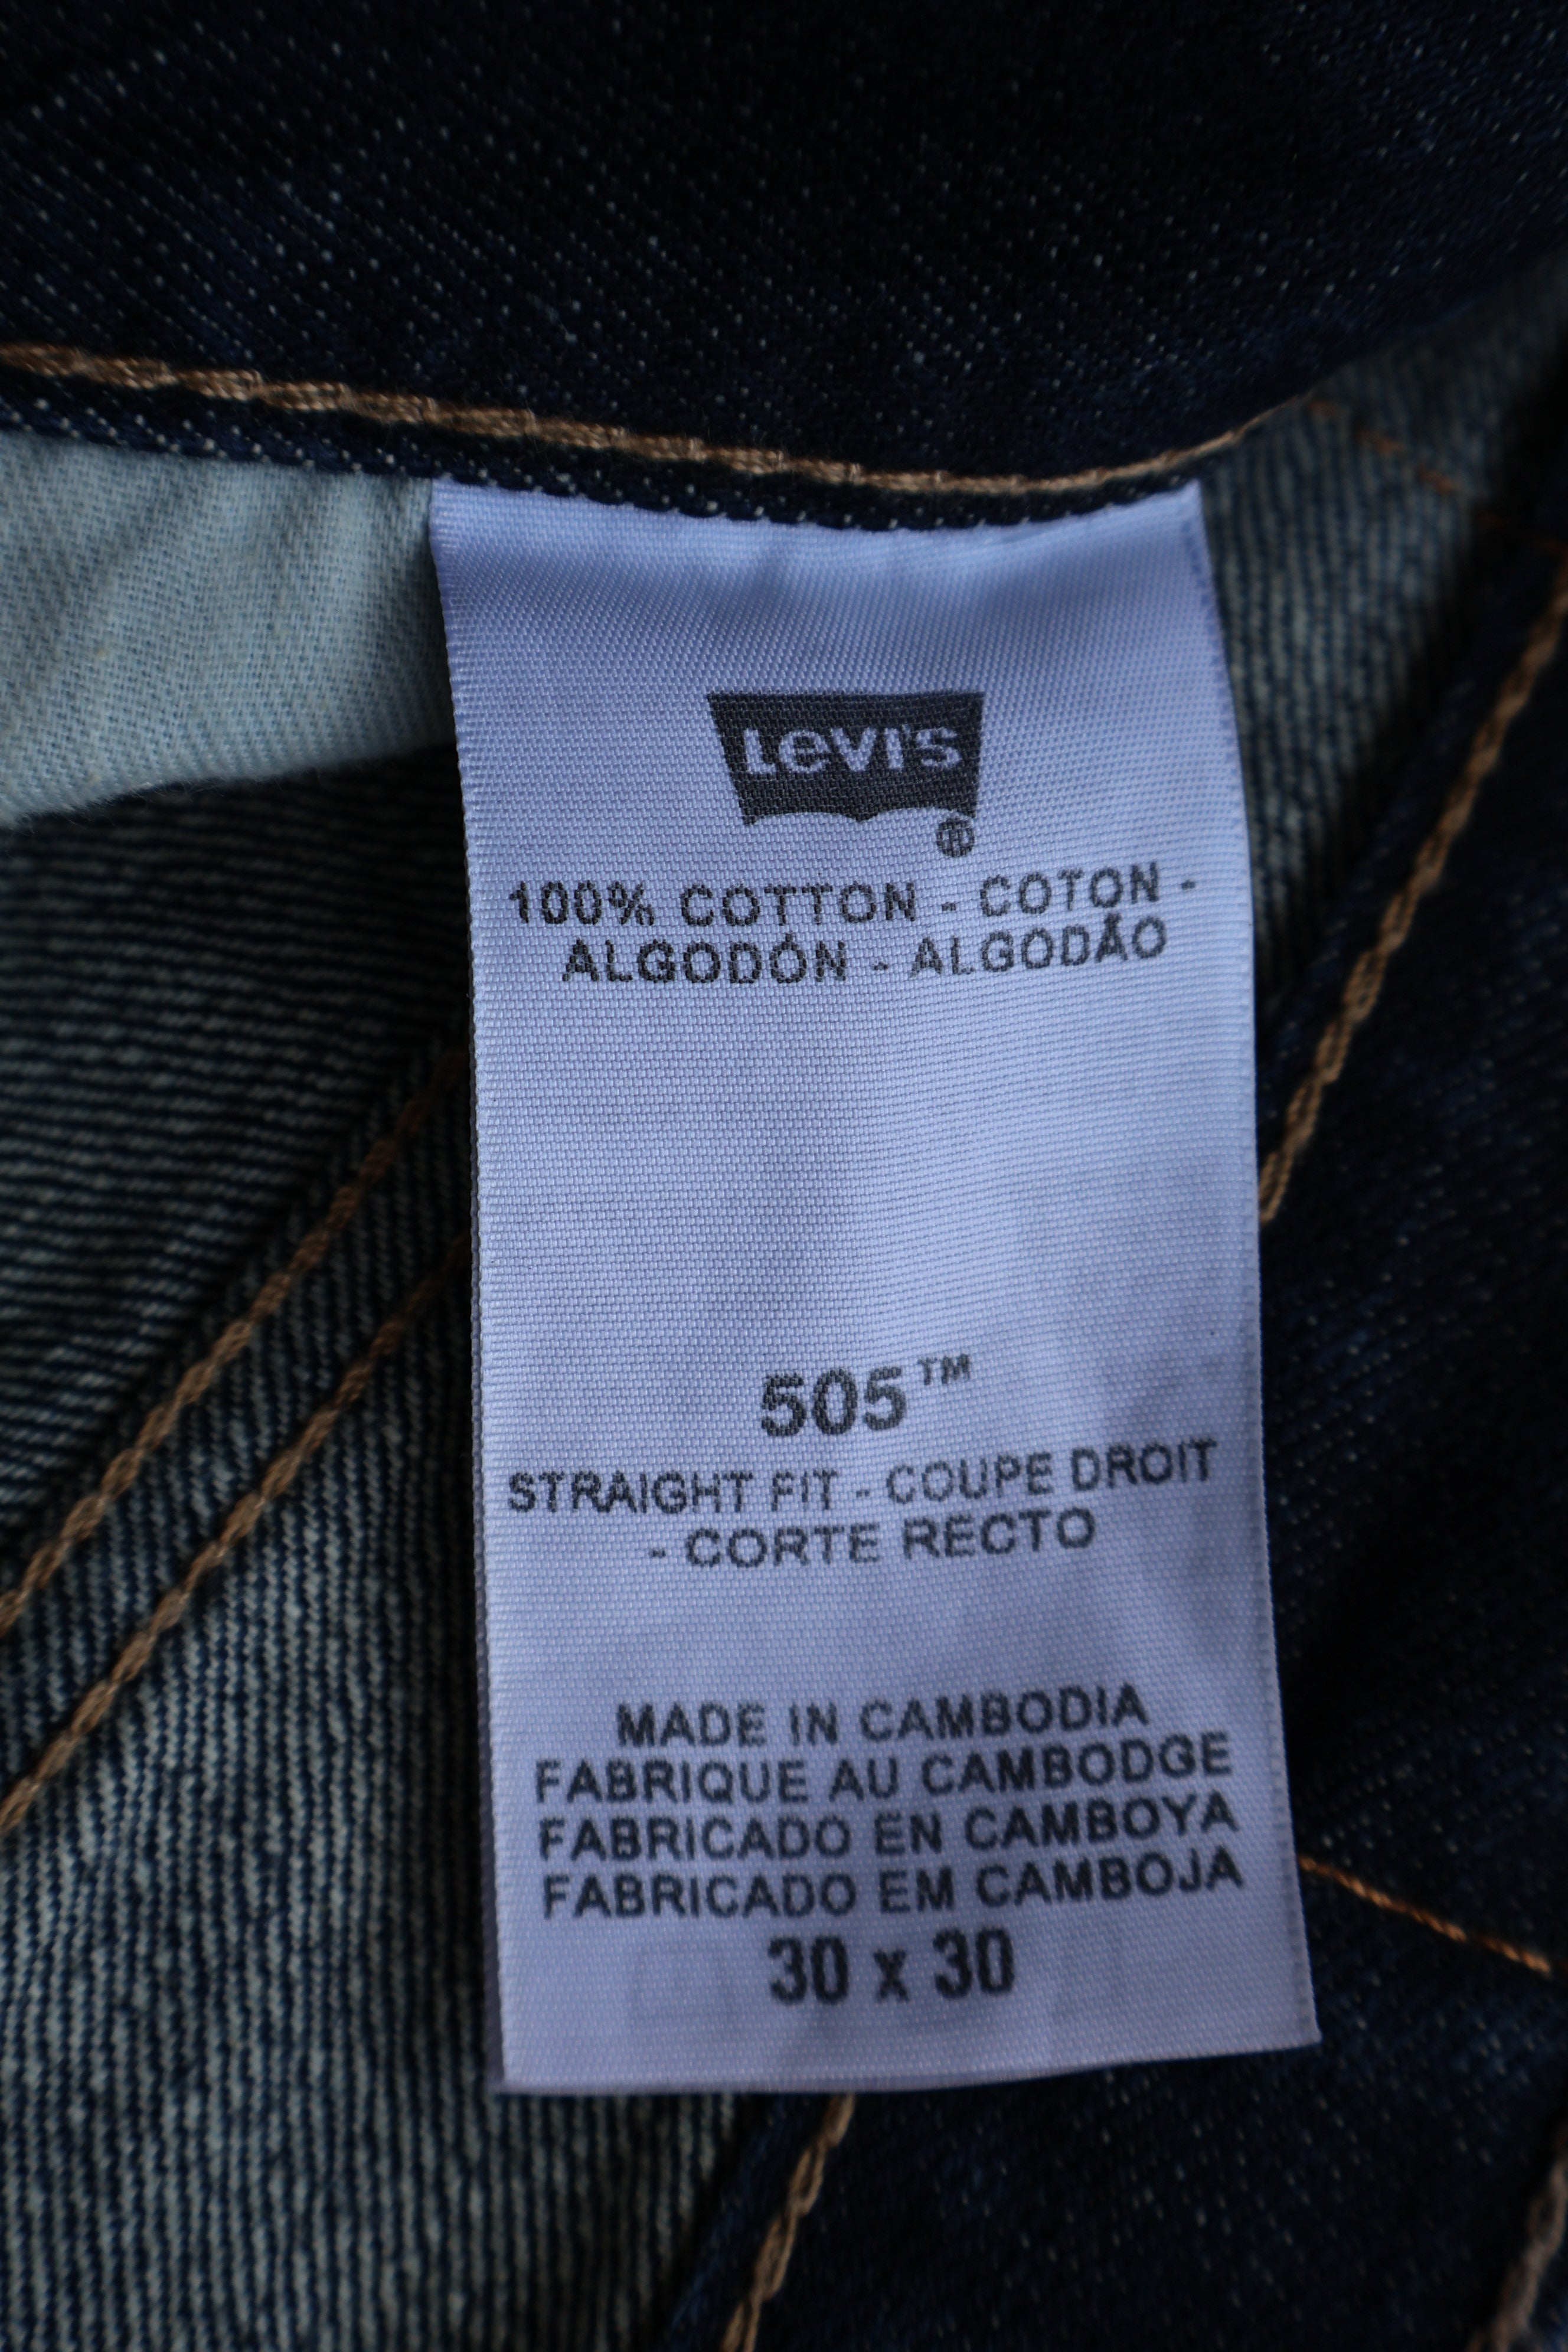 Levi's
®
100% COTTON - COTON -
ALGODÓN - ALGODÃO
505™
STRAIGHT FIT - COUPE DROIT
- CORTE RECTO
MADE IN CAMBODIA
FABRIQUE AU CAMBODGE
FABRICADO EN CAMBOYA
FABRICADO EM CAMBOJA
30 x 30